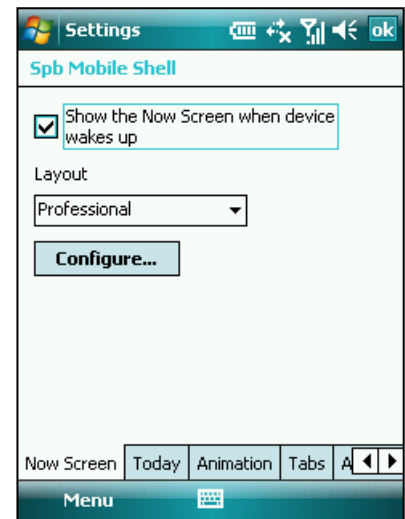 Settings
ok
Spb Mobile Shell
Show the Now Screen when device
wakes up
Layout
Professional
Configure...
Now Screen Today Animation Tabs A
Menu